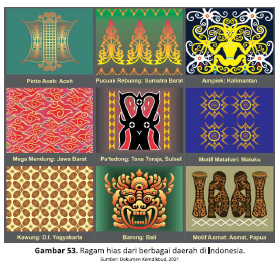 Pinto Aceh: Aceh
Pucuak Rebuang: Sumatra Barat
Ampiek: Kalimantan
Mega Mendung: Jawa Barat
Pa'tedong: Tana Toraja, Sulsel
Motif Matahari: Maluku
Kawung: D.I. Yogyakarta
Barong: Bali
Motif Asmat: Asmat, Papua
Gambar 53. Ragam hias dari berbagai daerah di Indonesia.
Sumber: Dokumen Kemdikbud, 2021